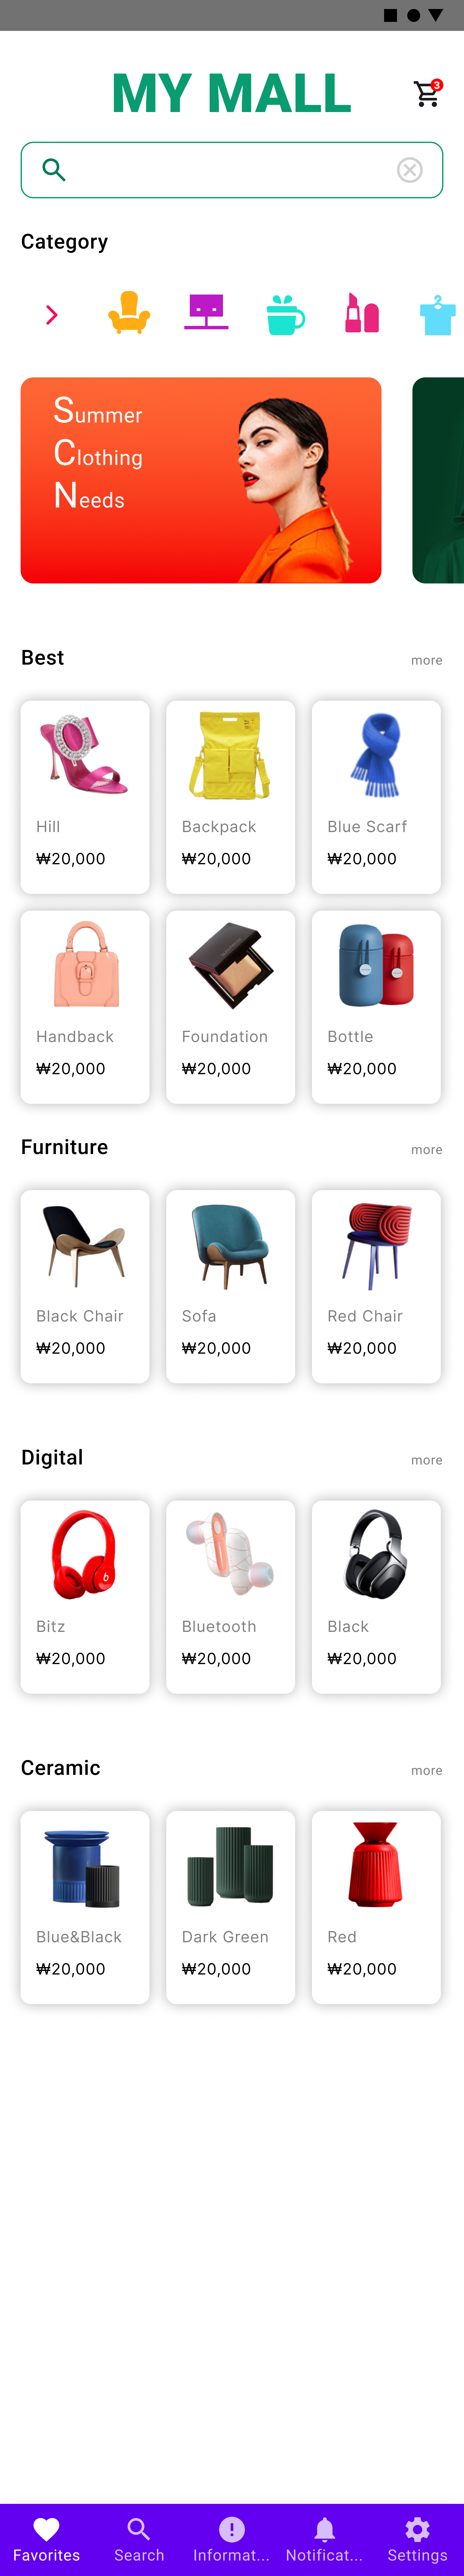 MY MALL
3
Category
Summer
Clothing
Needs
Best
more
Hill
Backpack
Blue Scarf
₩20,000
₩20,000
₩20,000
Handback
Foundation
Bottle
₩20,000
₩20,000
₩20,000
Furniture
more
Black Chair
Sofa
Red Chair
₩20,000
₩20,000
₩20,000
Digital
more
Bitz
Bluetooth
Black
₩20,000
₩20,000
₩20,000
Ceramic
more
Blue&Black
Dark Green
Red
₩20,000
₩20,000
₩20,000
Favorites
Search
Informat...
Notificat...
Settings